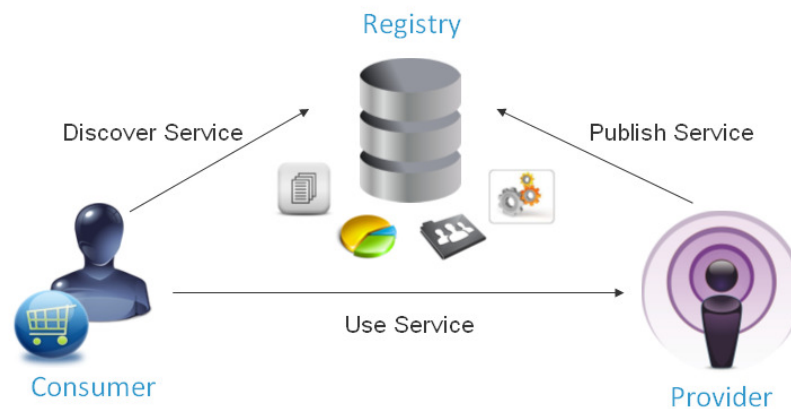 Registry
Discover Service
Publish Service
Use Service
Consumer
Provider